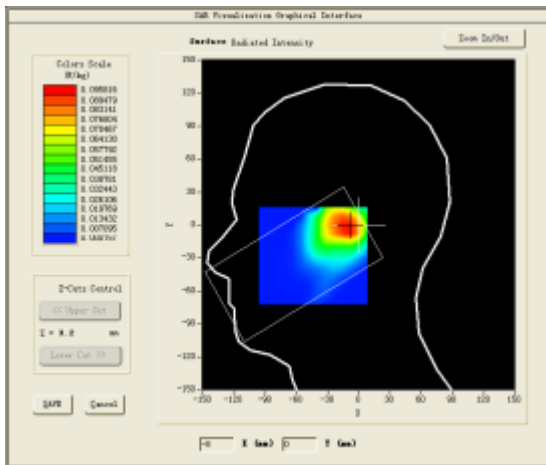 SAR Visualisation Graphical Interface
Surface Radiated Intensity
Zoom In/Out
Colors Scale
(W/kg)
0.095816
0.089479
0.083141
0.076804
0.070467
0.064130
0.057792
0.051455
0.045118
0.038781
0.032443
0.026106
0.019769
0.013432
0.007095
150
120
90
60
30
0
-30
-60
-90
-120
-150
Y
-150 -120 -90 -60 -30 0 30 60 90 120 150
X
Z-Cuts Control
<< Upper Cut
mm
Lower Cut >>
SAVE
Cancel
-8 X (mm) 0 Y (mm)